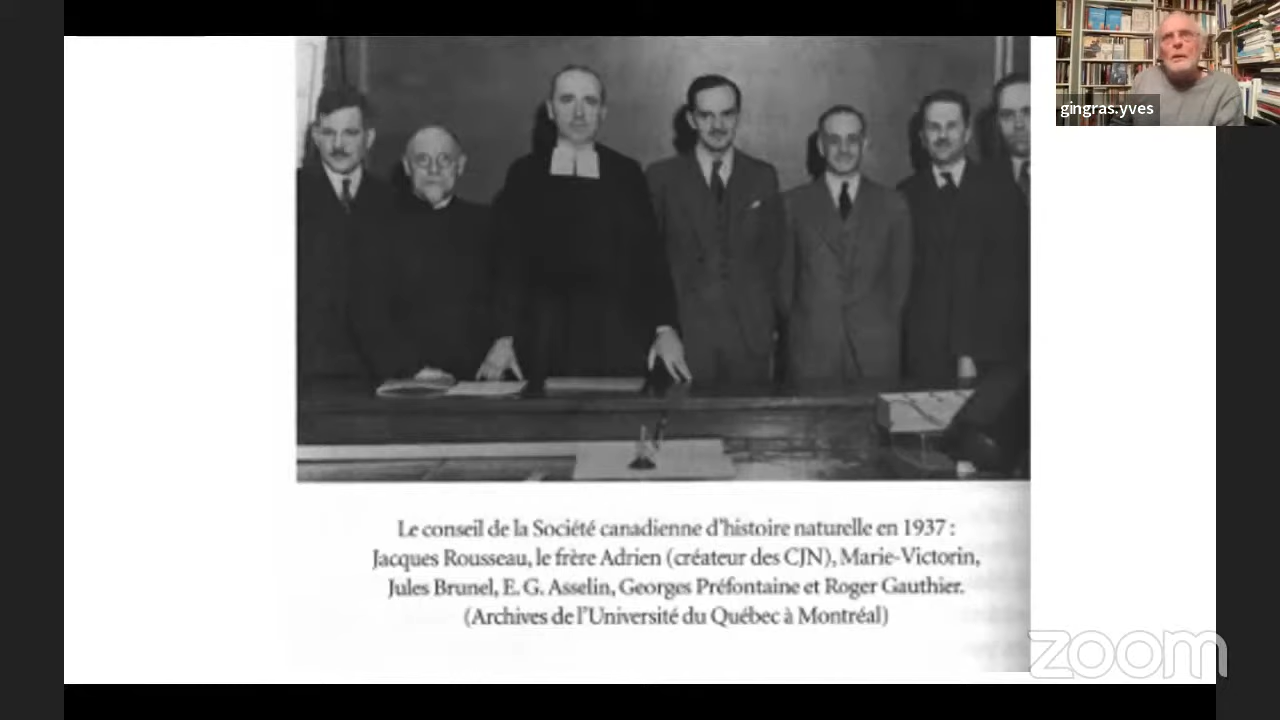 gingras.yves
Le conseil de la Société canadienne d'histoire naturelle en 1937 :
Jacques Rousseau, le frère Adrien (créateur des CJN), Marie-Victorin,
Jules Brunel, E. G. Asselin, Georges Préfontaine et Roger Gauthier.
(Archives de l'Université du Québec à Montréal)
zoom